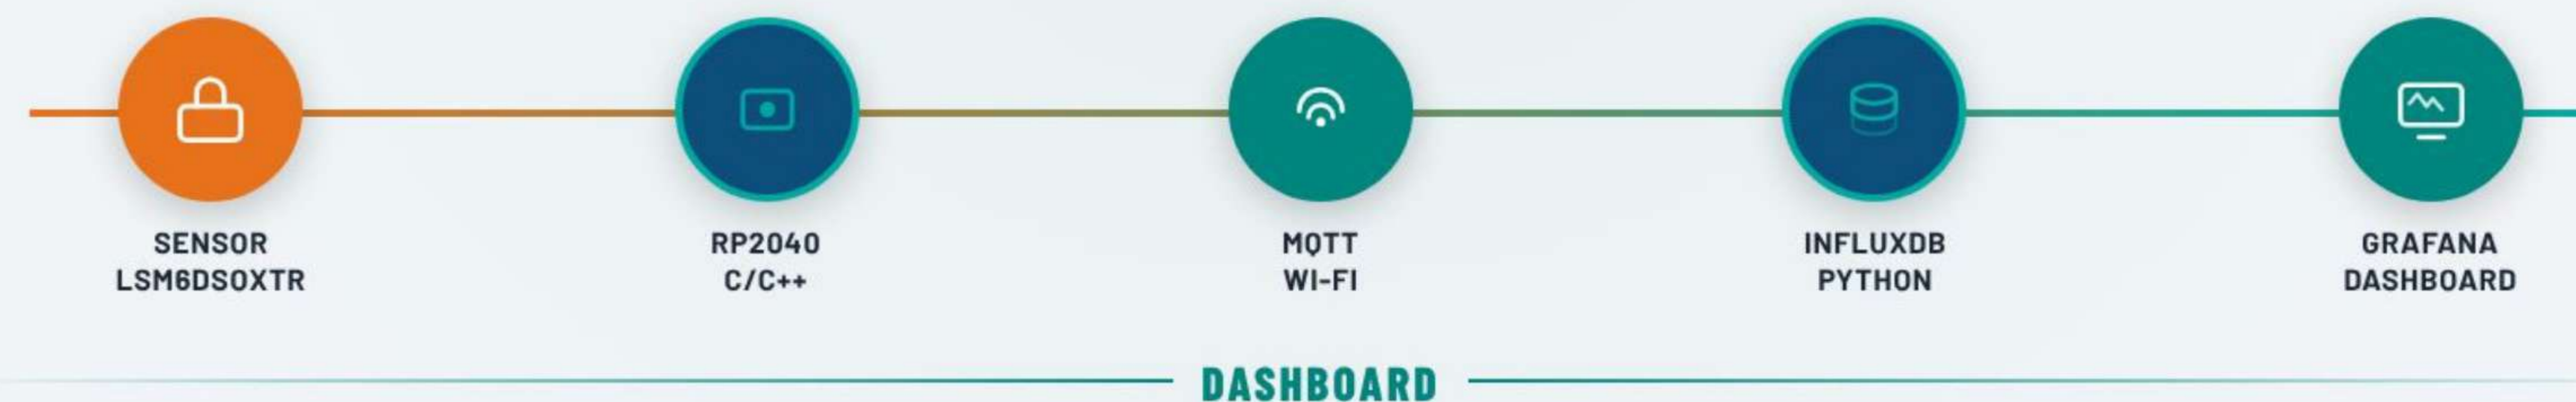 SENSOR
LSM6DSOXTR
RP2040
C/C++
MQTT
WI-FI
INFLUXDB
PYTHON
GRAFANA
DASHBOARD
DASHBOARD